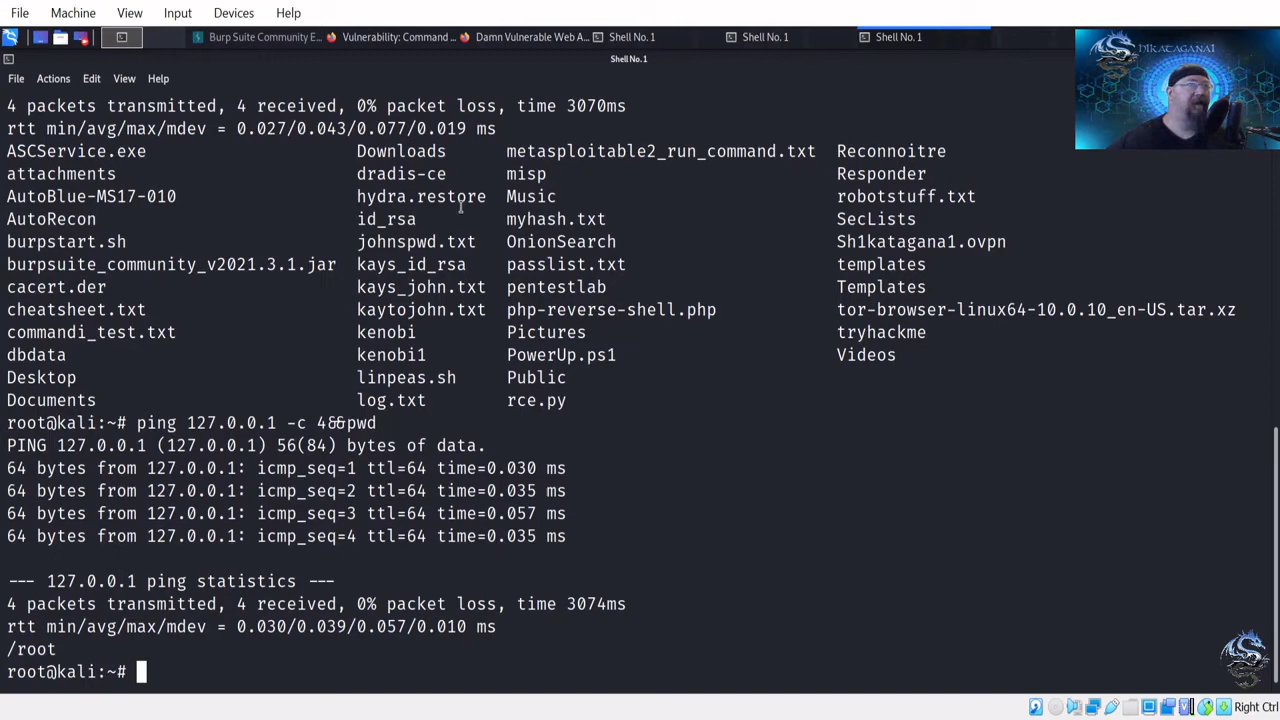 File Machine View Input Devices Help
Burp Suite Community E... Vulnerability: Command ... Damn Vulnerable Web A... Shell No. 1 Shell No. 1 Shell No. 1
Shell No. 1
SH1KATAGANA1
File Actions Edit View Help
4 packets transmitted, 4 received, 0% packet loss, time 3070ms
rtt min/avg/max/mdev = 0.027/0.043/0.077/0.019 ms
ASCService.exe Downloads metasploitable2_run_command.txt Reconnoitre
attachments dradis-ce misp Responder
AutoBlue-MS17-010 hydra.restore Music robotstuff.txt
AutoRecon id_rsa myhash.txt SecLists
burpstart.sh johnspwd.txt OnionSearch Sh1katagana1.ovpn
burpsuite_community_v2021.3.1.jar kays_id_rsa passlist.txt templates
cacert.der kays_john.txt pentestlab Templates
cheatsheet.txt kaytojohn.txt php-reverse-shell.php tor-browser-linux64-10.0.10_en-US.tar.xz
commandi_test.txt kenobi Pictures tryhackme
dbdata kenobi1 PowerUp.ps1 Videos
Desktop linpeas.sh Public
Documents log.txt rce.py
root@kali:~# ping 127.0.0.1 -c 4&&pwd
PING 127.0.0.1 (127.0.0.1) 56(84) bytes of data.
64 bytes from 127.0.0.1: icmp_seq=1 ttl=64 time=0.030 ms
64 bytes from 127.0.0.1: icmp_seq=2 ttl=64 time=0.035 ms
64 bytes from 127.0.0.1: icmp_seq=3 ttl=64 time=0.057 ms
64 bytes from 127.0.0.1: icmp_seq=4 ttl=64 time=0.035 ms
--- 127.0.0.1 ping statistics ---
4 packets transmitted, 4 received, 0% packet loss, time 3074ms
rtt min/avg/max/mdev = 0.030/0.039/0.057/0.010 ms
/root
root@kali:~#
Right Ctrl